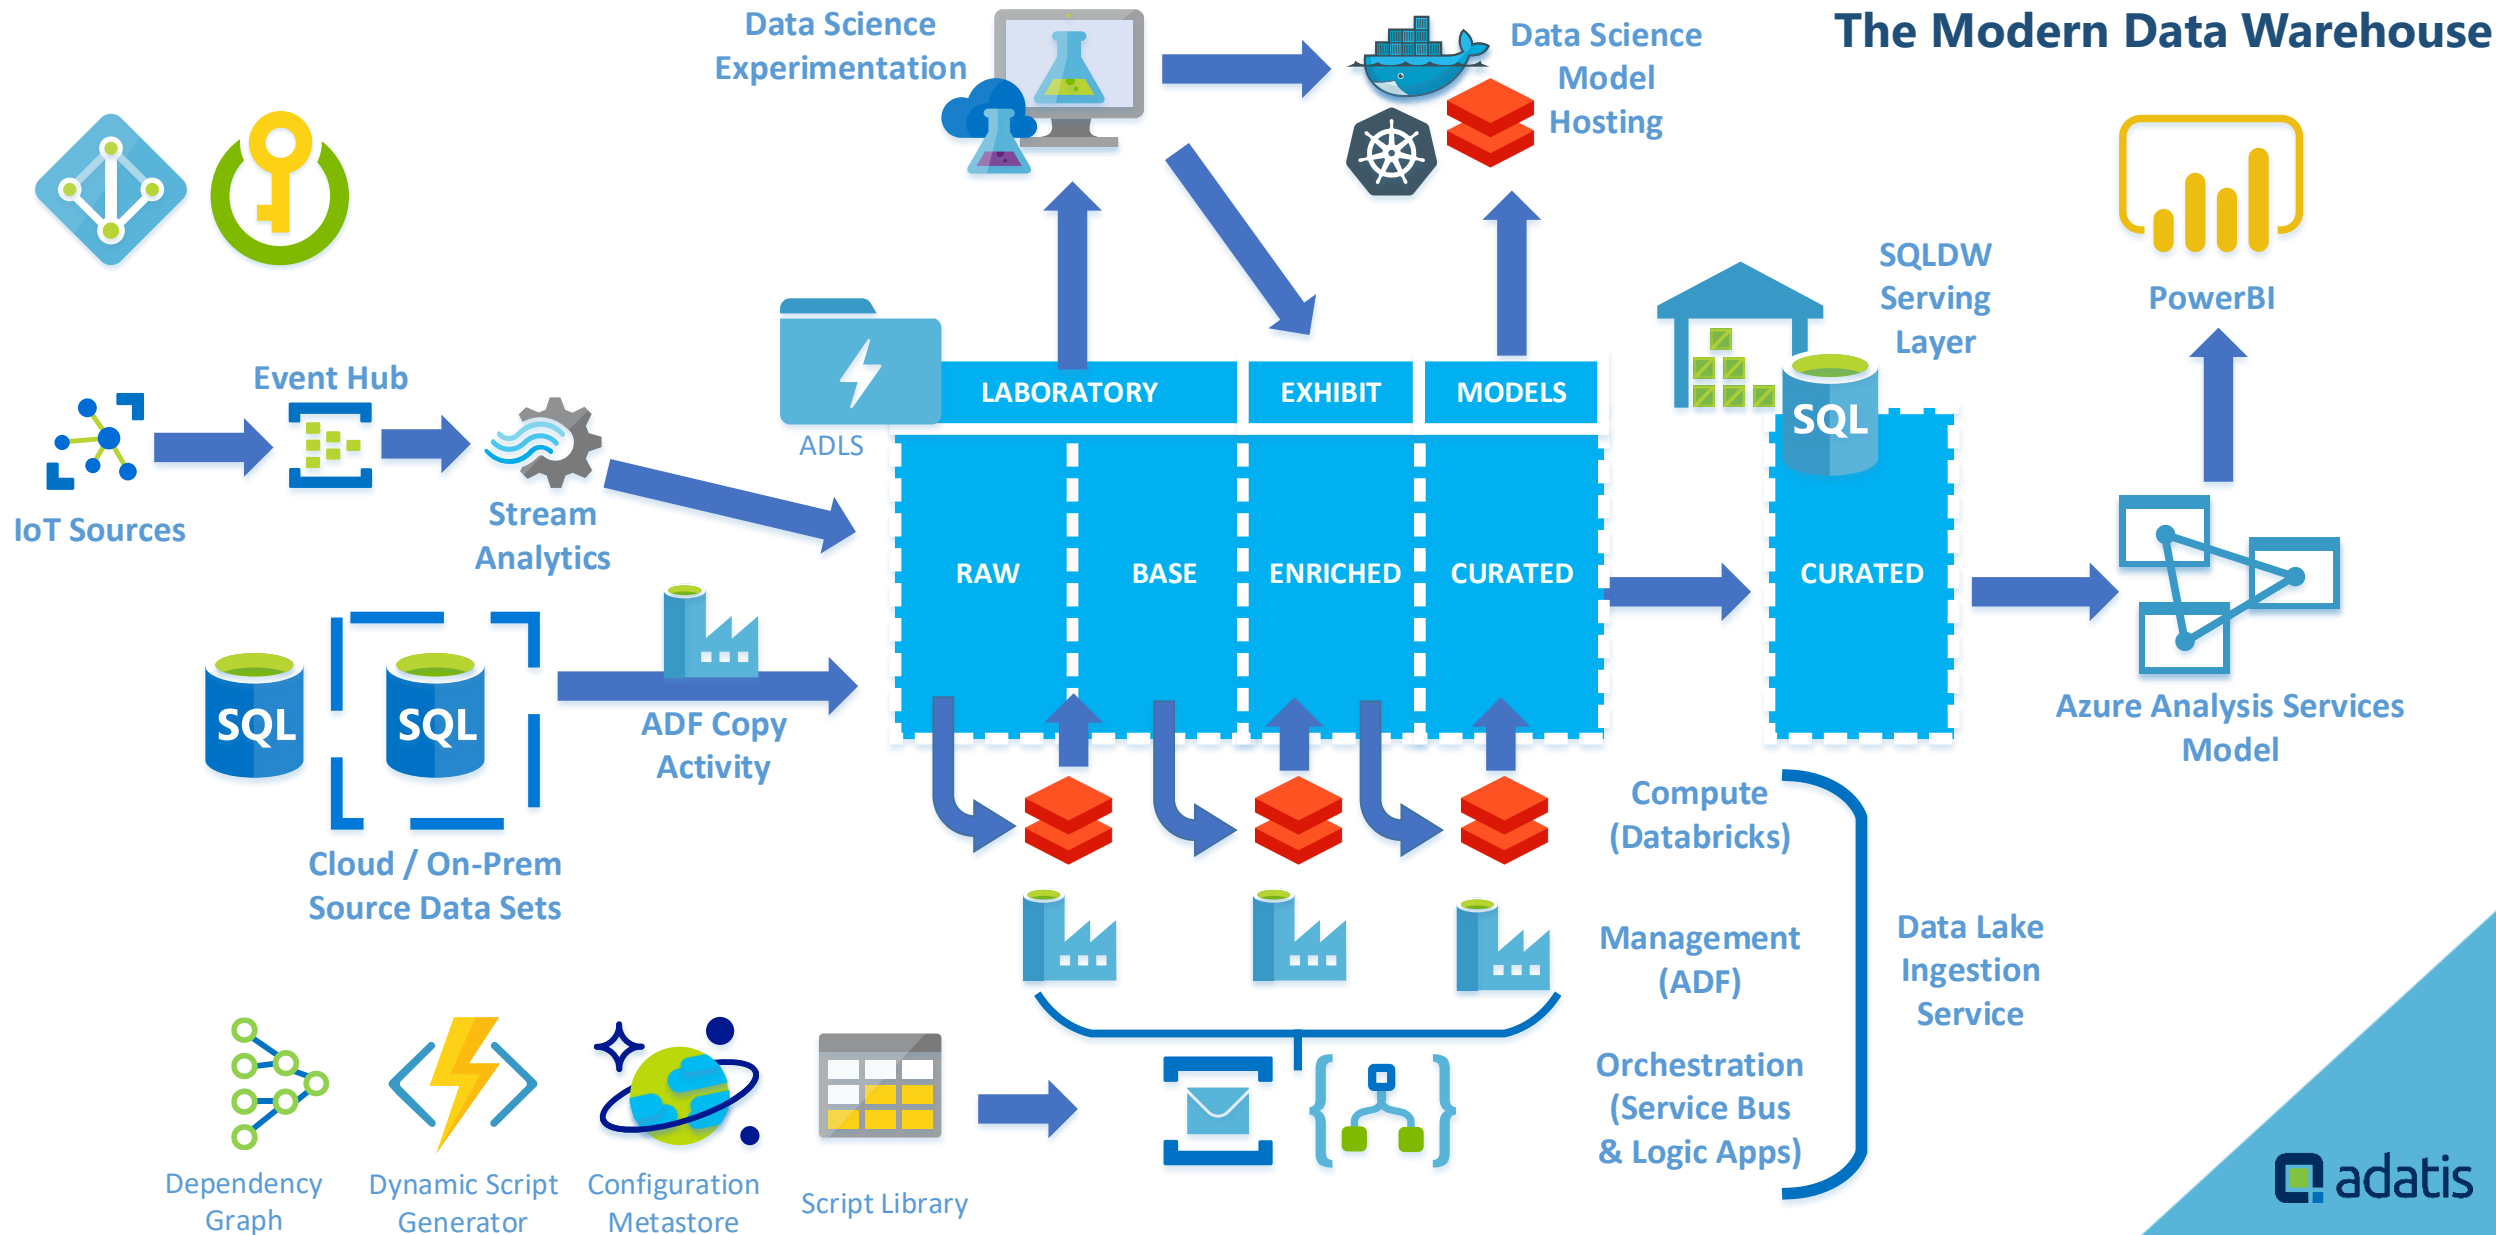 The Modern Data Warehouse
Data Science
Experimentation
Data Science
Model
Hosting
SQLDW
Serving
Layer
PowerBI
Event Hub
IoT Sources
Stream
Analytics
ADLS
LABORATORY
EXHIBIT
MODELS
RAW
BASE
ENRICHED
CURATED
SQL
CURATED
SQL
SQL
ADF Copy
Activity
Cloud / On-Prem
Source Data Sets
Azure Analysis Services
Model
Compute
(Databricks)
Management
(ADF)
Orchestration
(Service Bus
& Logic Apps)
Data Lake
Ingestion
Service
Dependency
Graph
Dynamic Script
Generator
Configuration
Metastore
Script Library
adatis